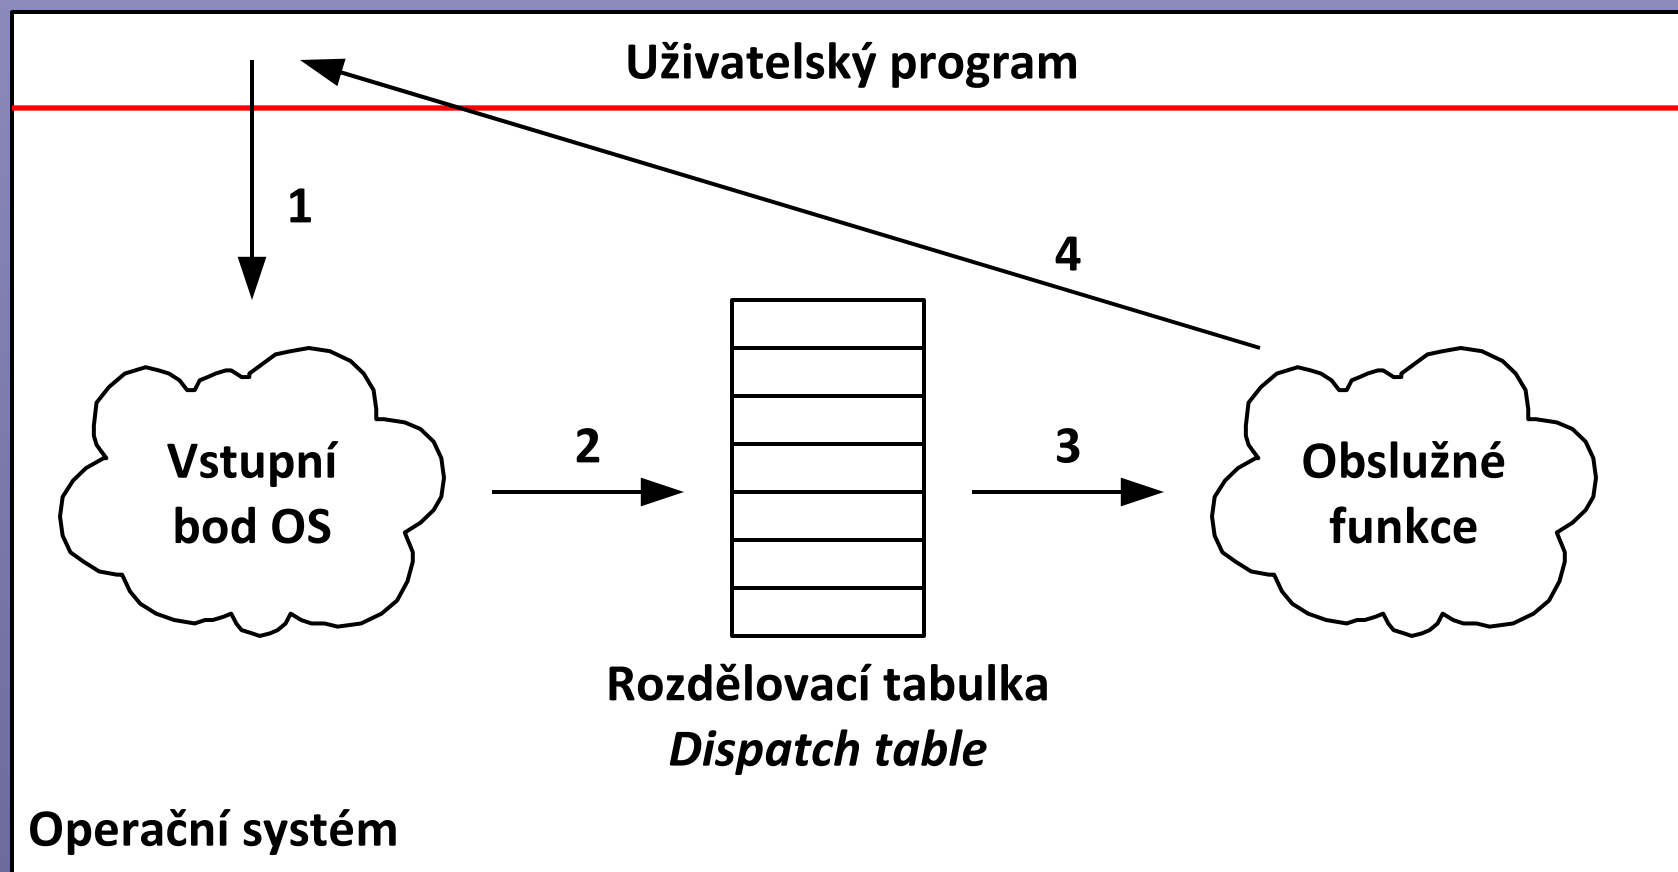 Uživatelský program
1
4
2
3
Vstupní
bod OS
Obslužné
funkce
Rozdělovací tabulka
Dispatch table
Operační systém